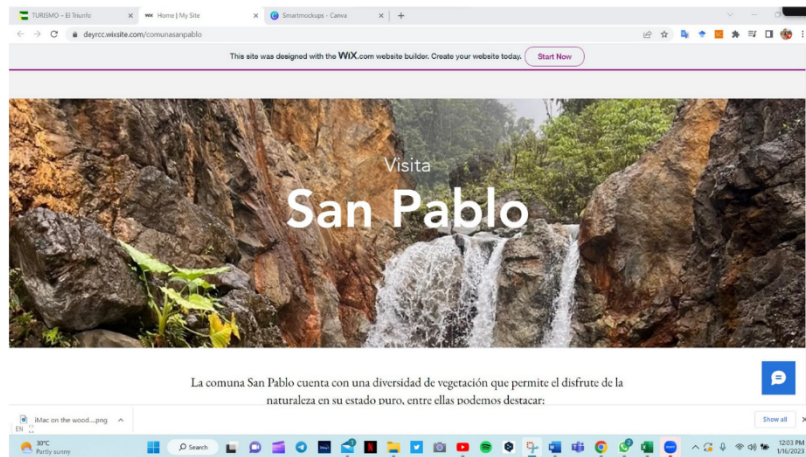 TURISMO – El Triunfo
WIX Home | My Site
Smartmockups - Canva
deyrcc.wixsite.com/comunasanpablo
This site was designed with the WiX.com website builder. Create your website today. Start Now
Visita
San Pablo
La comuna San Pablo cuenta con una diversidad de vegetación que permite el disfrute de la
naturaleza en su estado puro, entre ellas podemos destacar:
iMac on the wood....png
Show all
EN
30°C
Partly sunny
Search
12:03 PM
1/16/2023